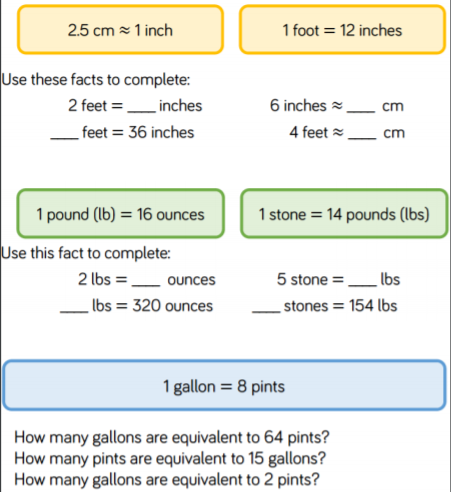 2.5 cm ≈ 1 inch 1 foot = 12 inches
Use these facts to complete:
2 feet = ____ inches 6 inches ≈ ____ cm
____ feet = 36 inches 4 feet ≈ ____ cm
1 pound (lb) = 16 ounces 1 stone = 14 pounds (lbs)
Use this fact to complete:
2 lbs = ____ ounces 5 stone = ____ lbs
____ lbs = 320 ounces ____ stones = 154 lbs
1 gallon = 8 pints
How many gallons are equivalent to 64 pints?
How many pints are equivalent to 15 gallons?
How many gallons are equivalent to 2 pints?